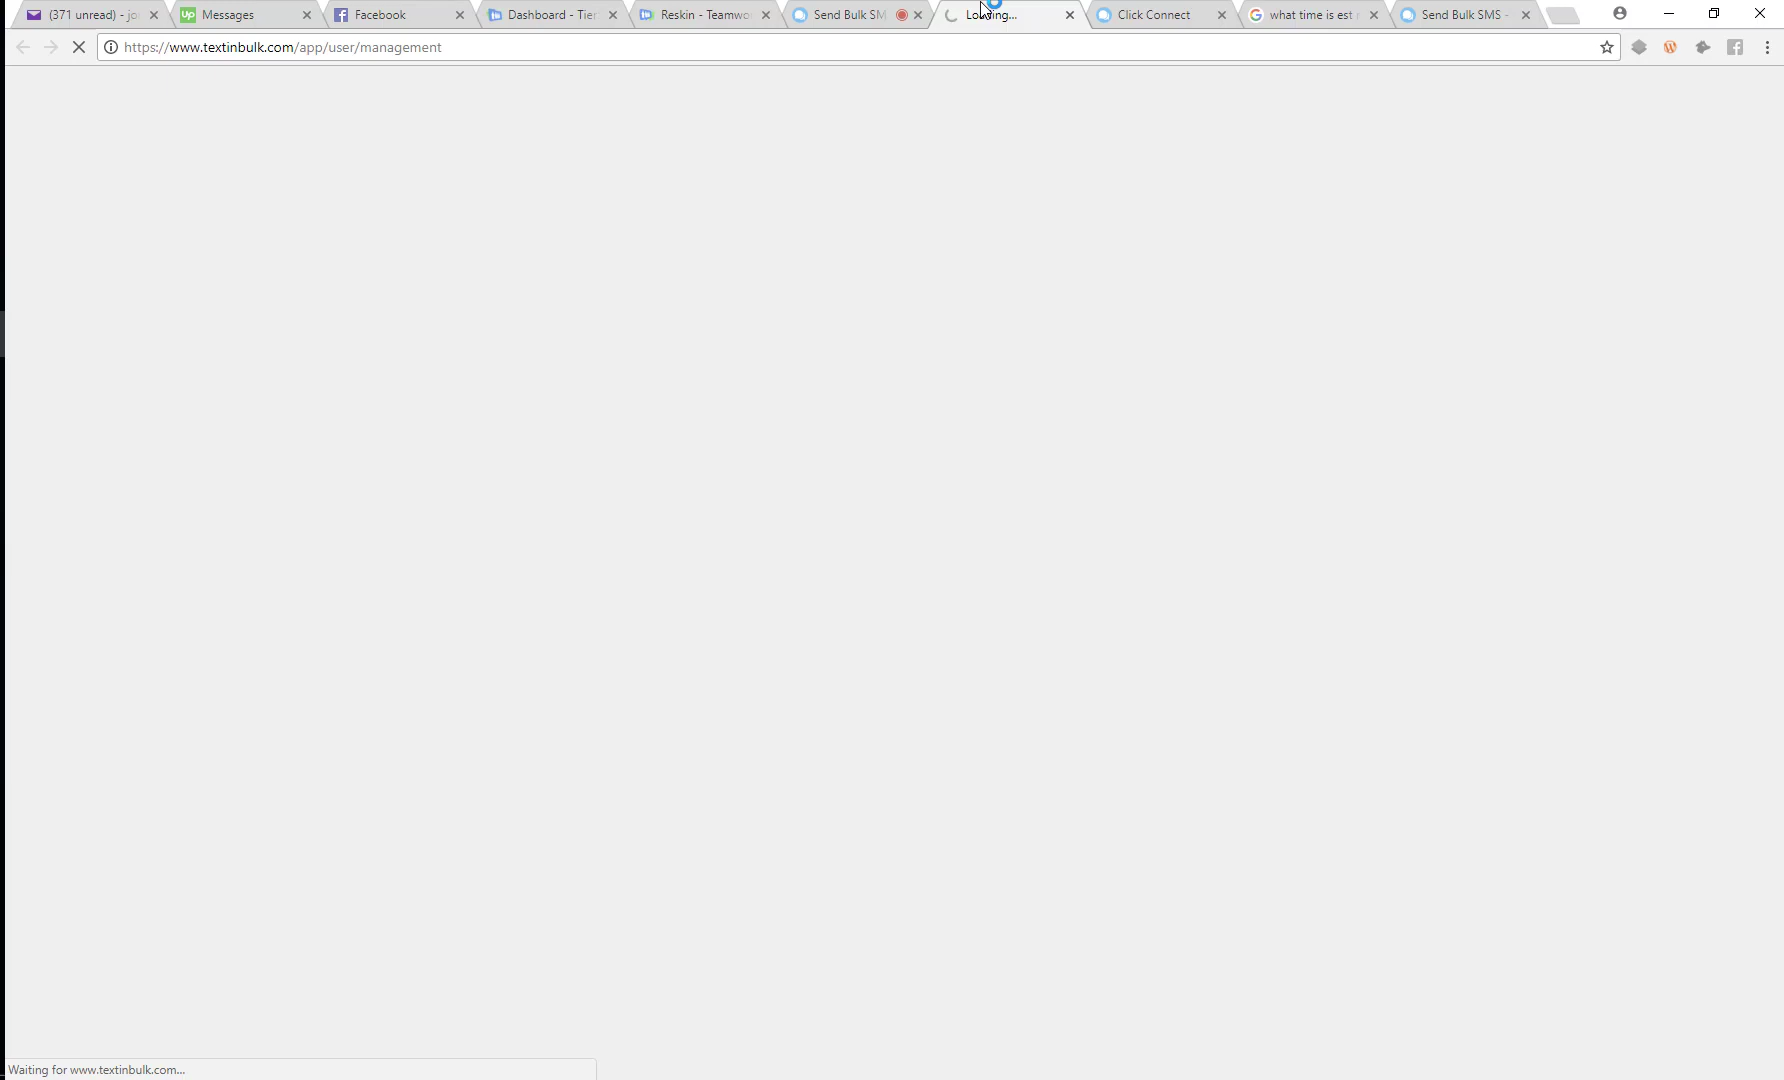 (371 unread) - jo
Up Messages
Facebook
Dashboard - Tier
Reskin - Teamwo
Send Bulk SM
Loading...
Click Connect
what time is est
Send Bulk SMS -
https://www.textinbulk.com/app/user/management
Waiting for www.textinbulk.com...